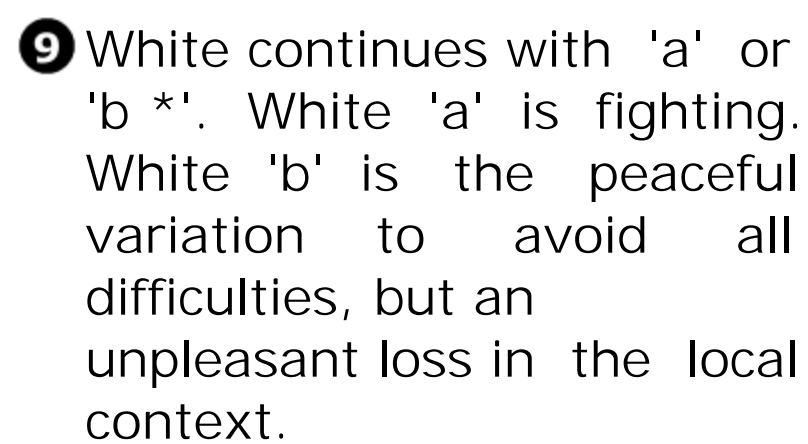 9 White continues with 'a' or
'b *'. White 'a' is fighting.
White 'b' is the peaceful
variation to avoid all
difficulties, but an
unpleasant loss in the local
context.